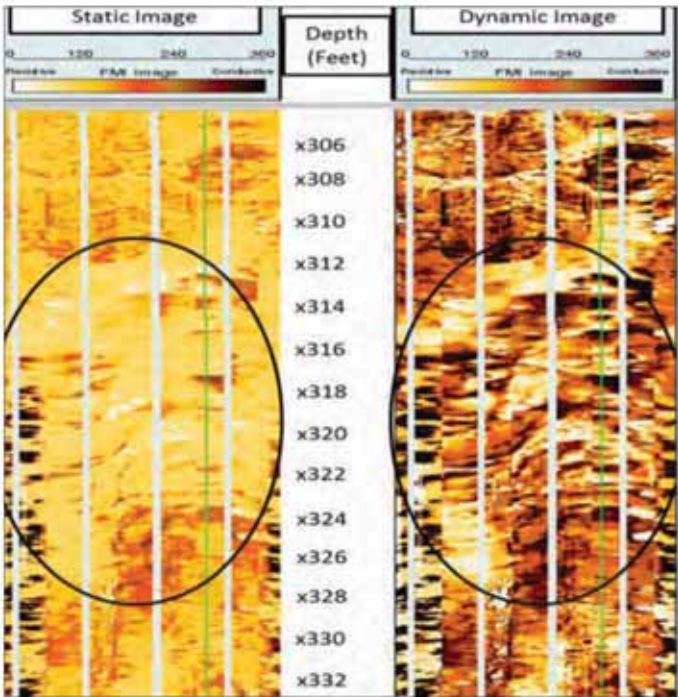 Static Image
0 120 240 360
Resistive FMI Image Conductive
Depth
(Feet)
Dynamic Image
0 120 240 360
Resistive FMI Image Conductive
x306
x308
x310
x312
x314
x316
x318
x320
x322
x324
x326
x328
x330
x332